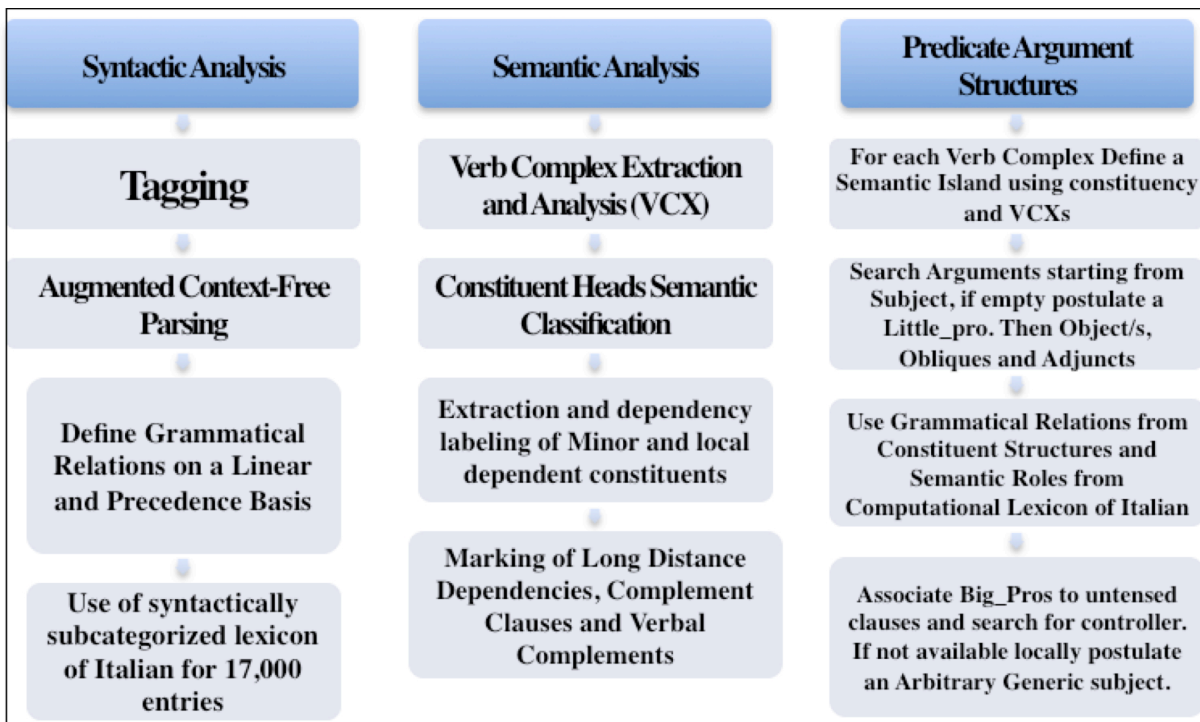 Syntactic Analysis
Tagging
Augmented Context-Free
Parsing
Define Grammatical
Relations on a Linear
and Precedence Basis
Use of syntactically
subcategorized lexicon
of Italian for 17,000
entries
Semantic Analysis
Verb Complex Extraction
and Analysis (VCX)
Constituent Heads Semantic
Classification
Extraction and dependency
labeling of Minor and local
dependent constituents
Marking of Long Distance
Dependencies, Complement
Clauses and Verbal
Complements
Predicate Argument
Structures
For each Verb Complex Define a
Semantic Island using constituency
and VCXs
Search Arguments starting from
Subject, if empty postulate a
Little_pro. Then Object/s,
Obliques and Adjuncts
Use Grammatical Relations from
Constituent Structures and
Semantic Roles from
Computational Lexicon of Italian
Associate Big_Pros to untensed
clauses and search for controller.
If not available locally postulate
an Arbitrary Generic subject.